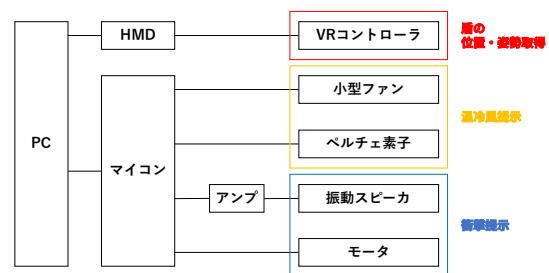 HMD
VRコントローラ
盾の
位置・姿勢取得
小型ファン
温冷風提示
PC
ペルチェ素子
マイコン
アンプ
振動スピーカ
衝撃提示
モータ